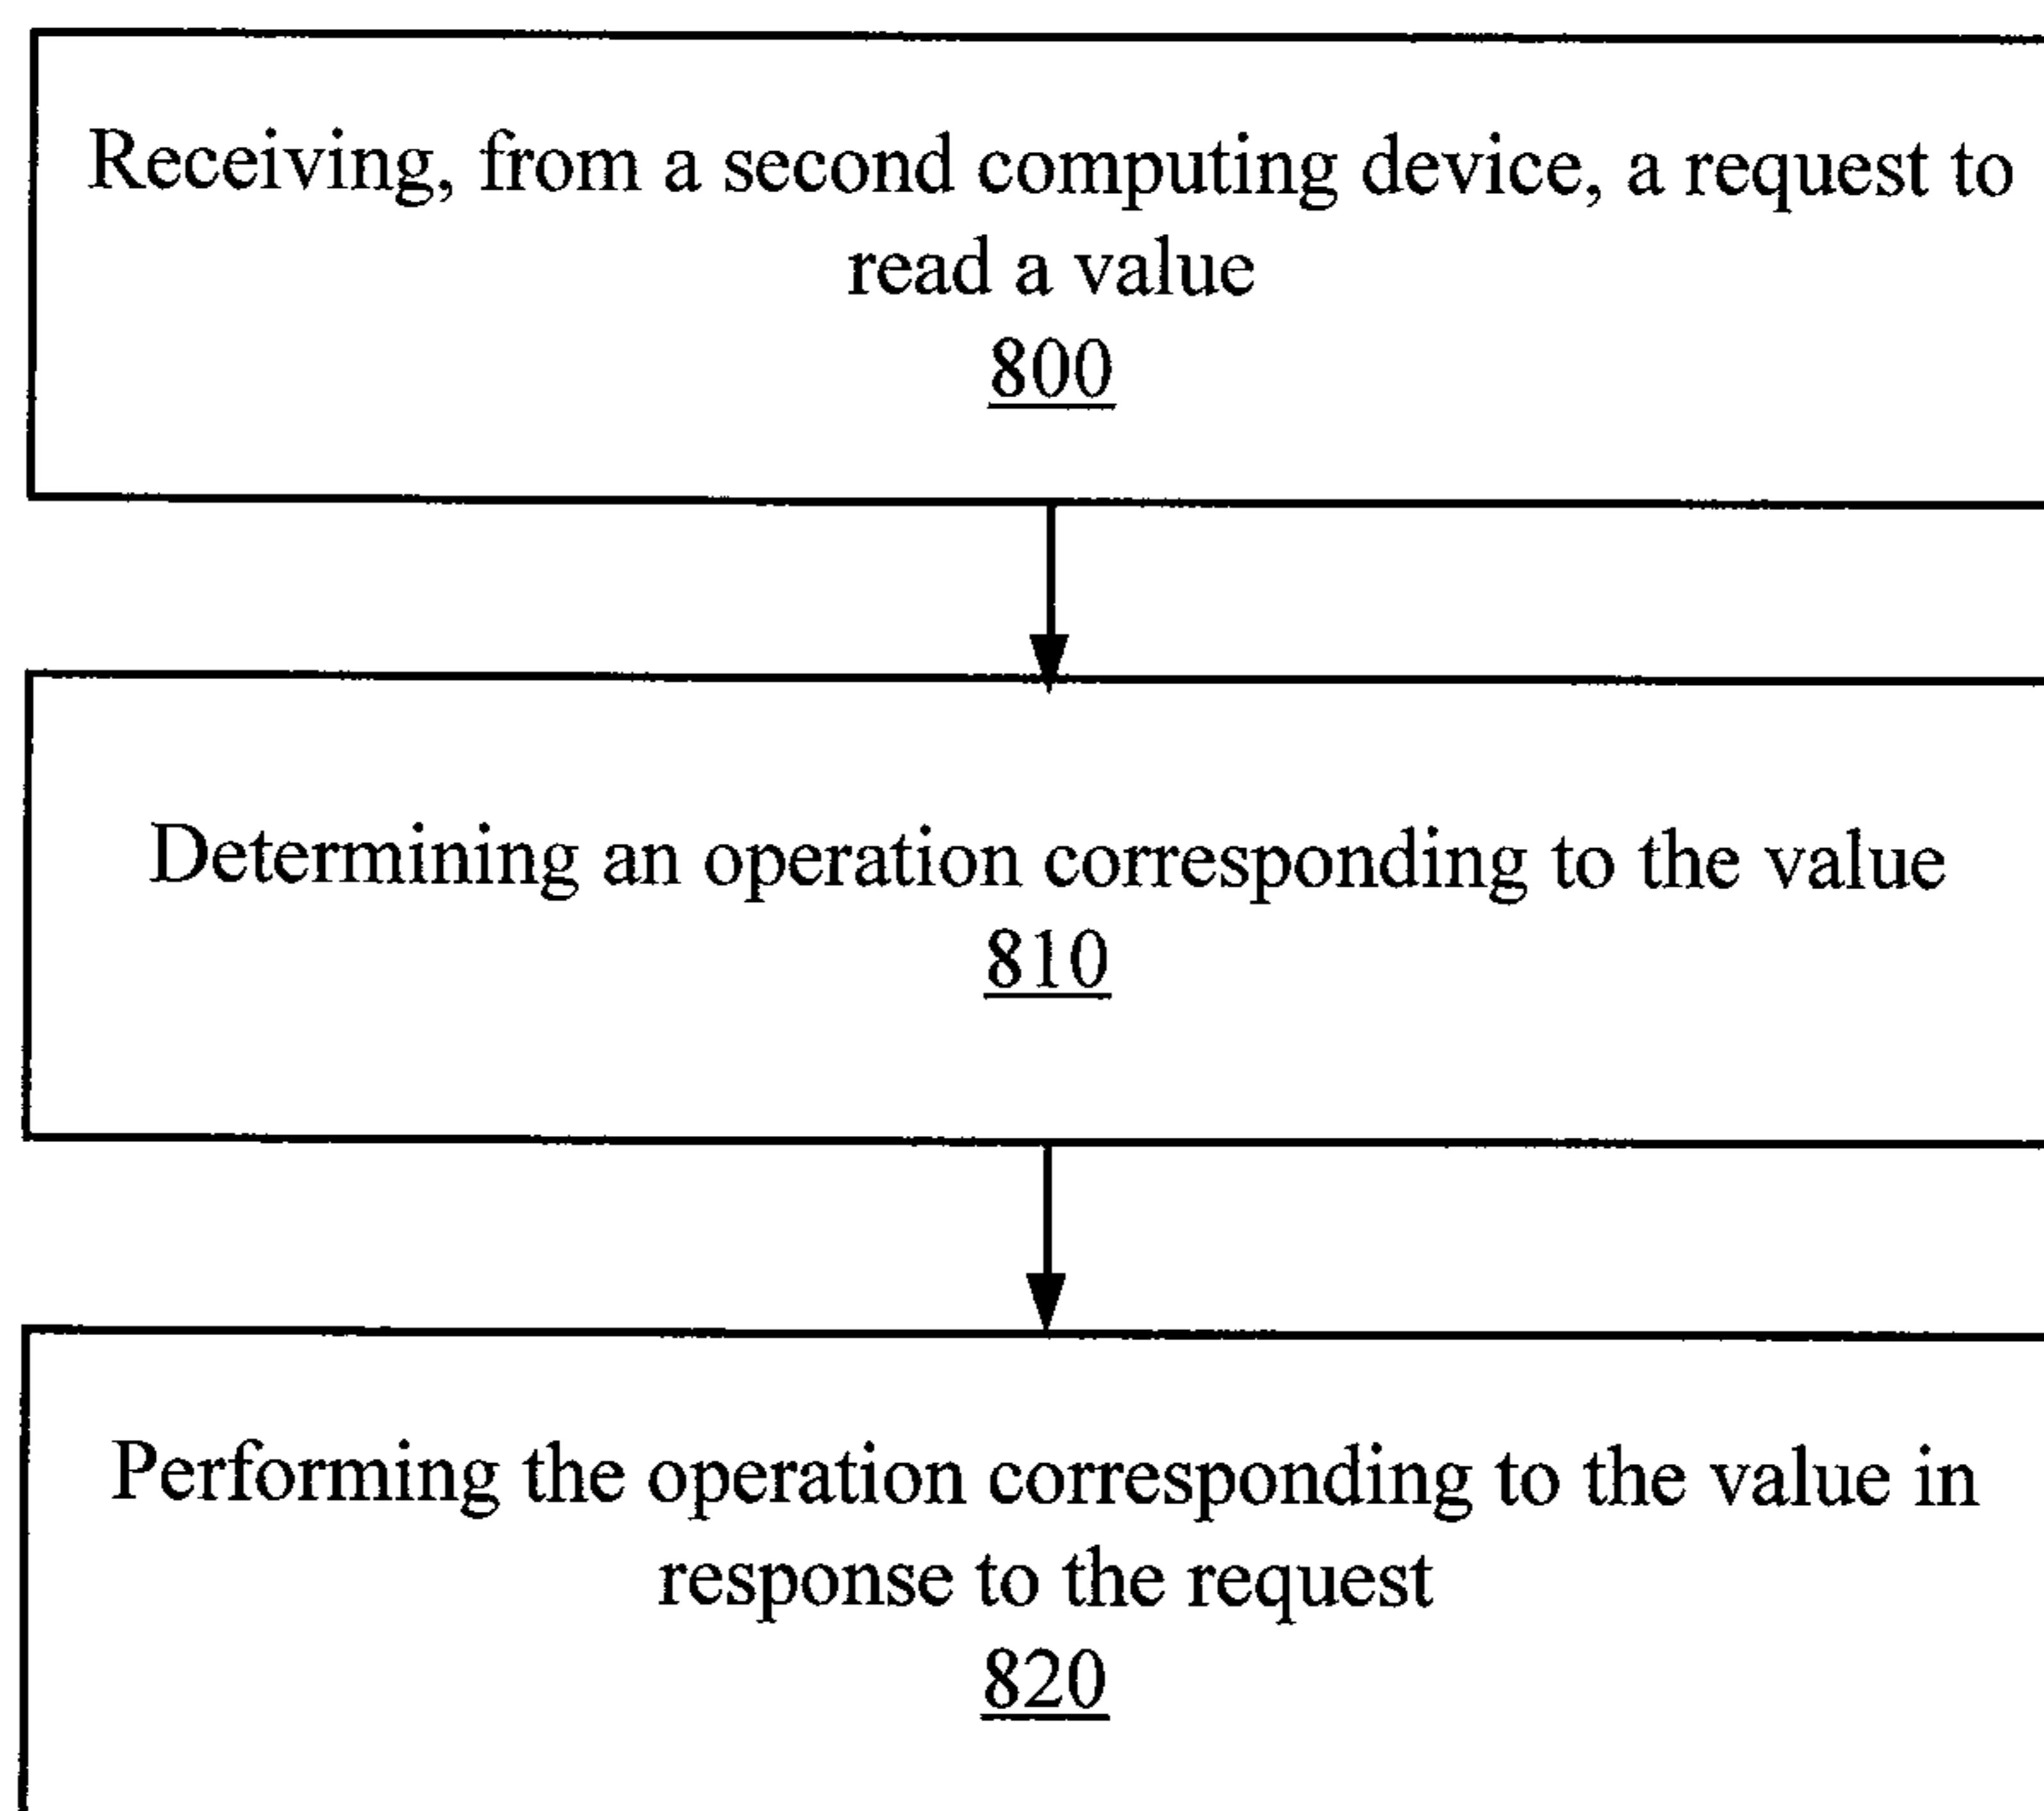 Receiving, from a second computing device, a request to
read a value
800
Determining an operation corresponding to the value
810
Performing the operation corresponding to the value in
response to the request
820